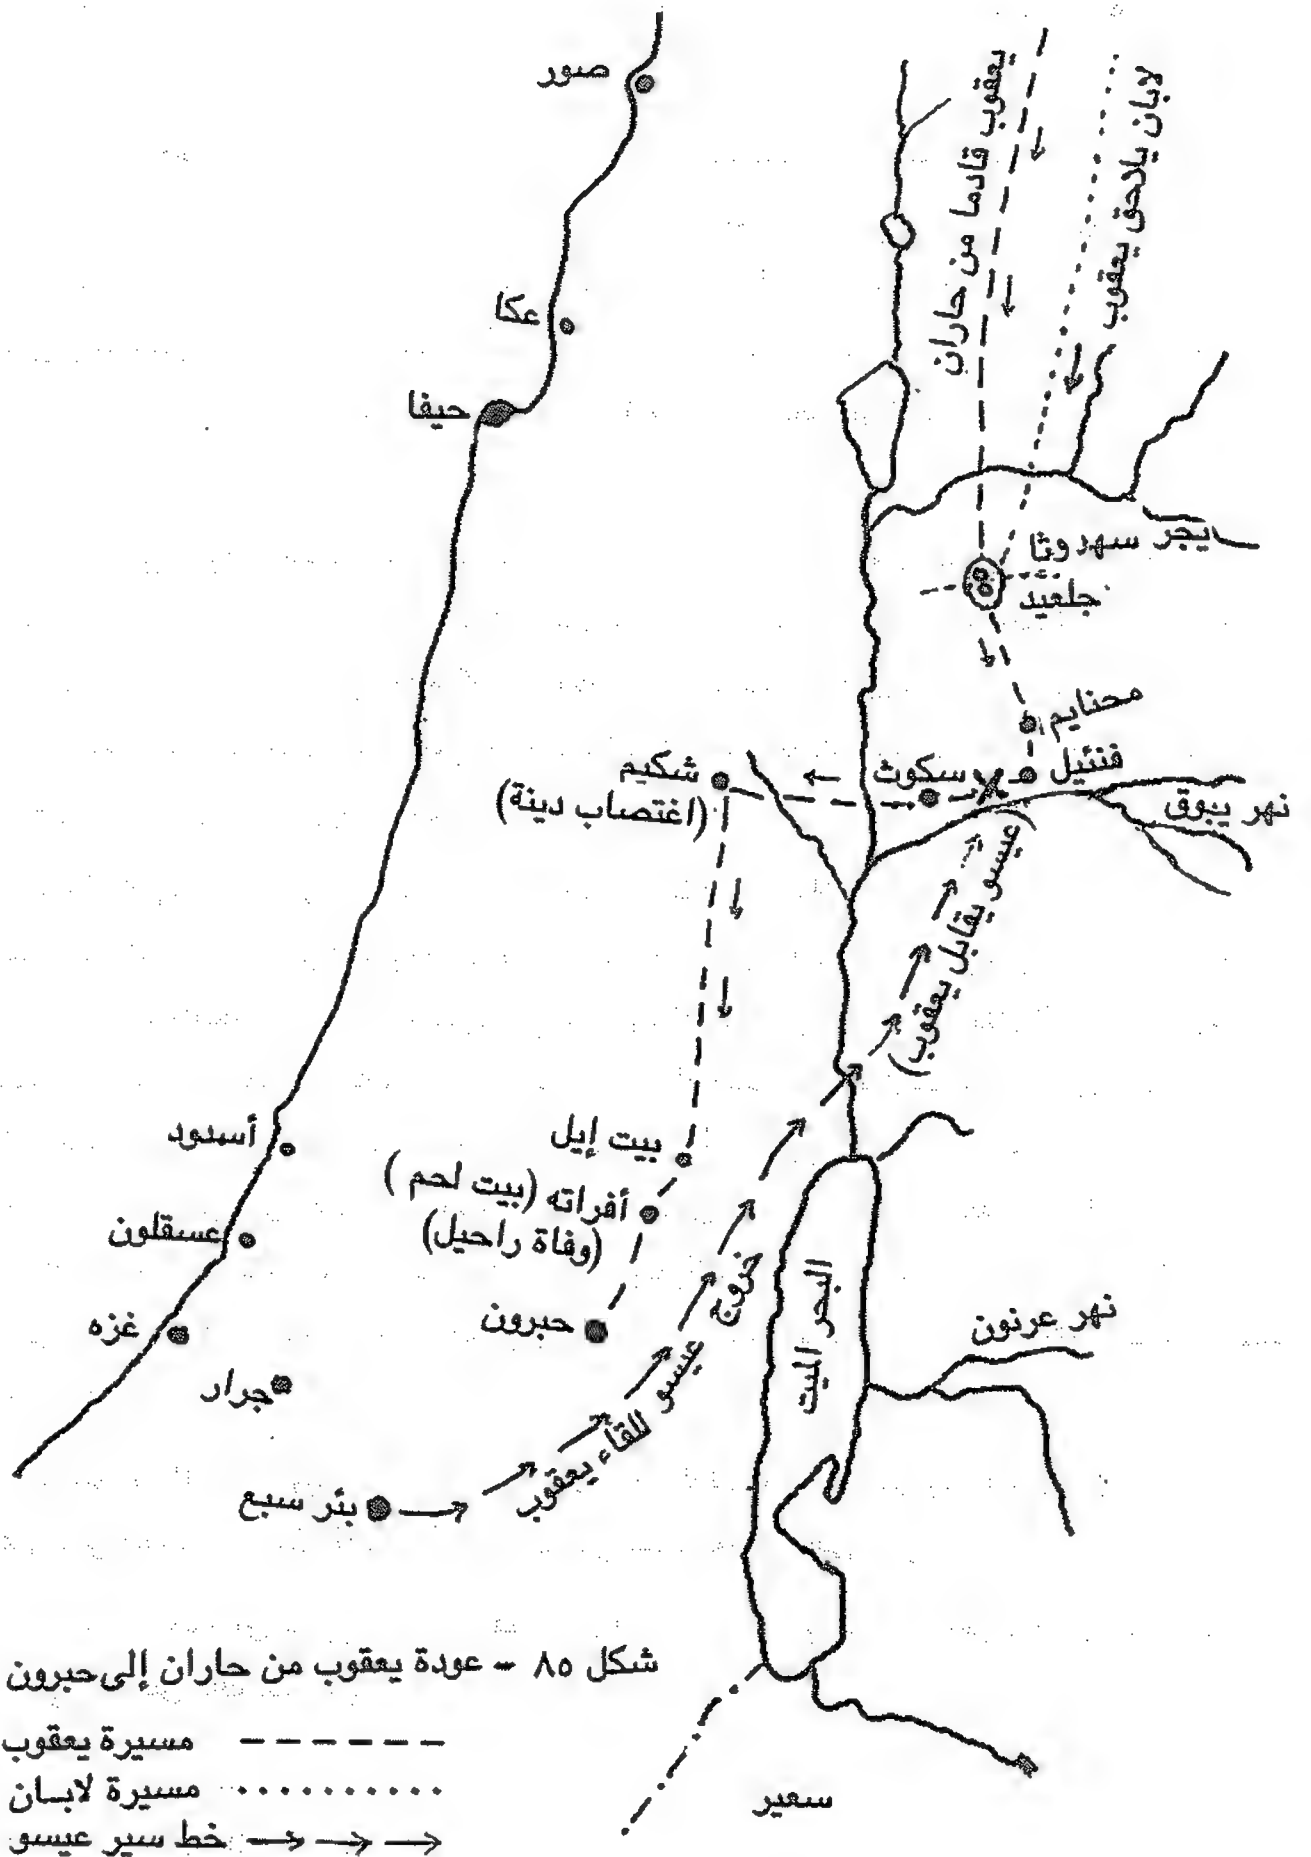 صور
يعقوب قادما من حاران
لابان يلاحق يعقوب
عكا
حيفا
يجر سهدوثا
جلعيد
محنايم
فنئيل
سكوث
شكيم
(اغتصاب دينة)
نهر يبوق
(عيسو يقابل يعقوب)
بيت إيل
أفراته (بيت لحم)
(وفاة راحيل)
حبرون
أسدود
عسقلون
غزه
جرار
بئر سبع
خروج عيسو للقاء يعقوب
البحر الميت
نهر عرنون
سعير
شكل ٨٥ - عودة يعقوب من حاران إلى حبرون
مسيرة يعقوب
مسيرة لابـان
خط سير عيسو